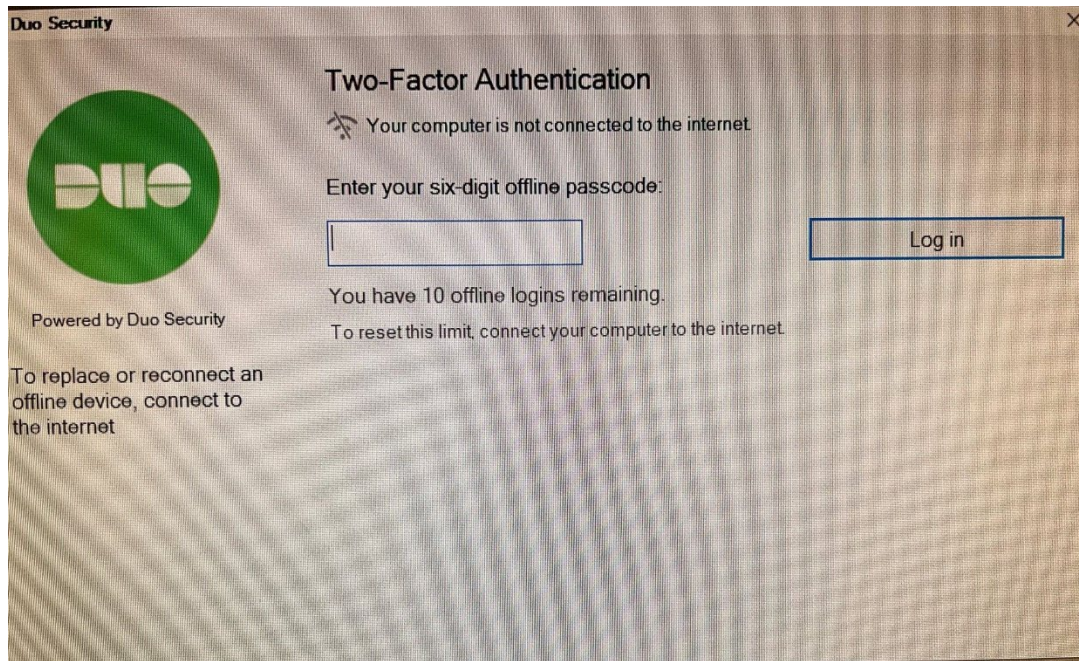 Duo Security
Two-Factor Authentication
Your computer is not connected to the internet.
Enter your six-digit offline passcode:
Log in
You have 10 offline logins remaining.
To reset this limit, connect your computer to the internet.
DUO
Powered by Duo Security
To replace or reconnect an
offline device, connect to
the internet